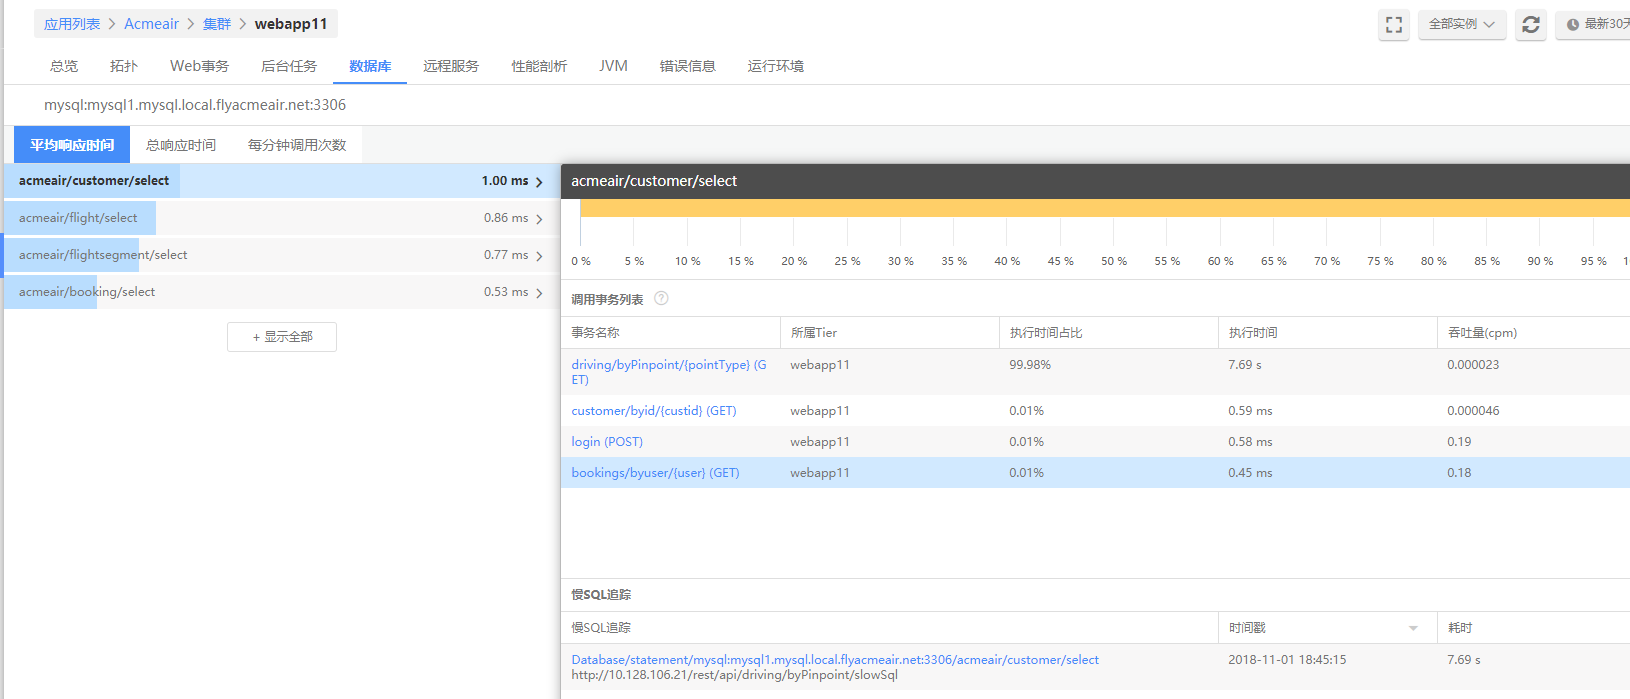 应用列表 > Acmeair > 集群 > webapp11
全部实例
最新30天
总览 拓扑 Web事务 后台任务 数据库 远程服务 性能剖析 JVM 错误信息 运行环境
mysql:mysql1.mysql.local.flyacmeair.net:3306
平均响应时间 总响应时间 每分钟调用次数
acmeair/customer/select 1.00 ms
acmeair/flight/select 0.86 ms
acmeair/flightsegment/select 0.77 ms
acmeair/booking/select 0.53 ms
+ 显示全部
acmeair/customer/select
0 % 5 % 10 % 15 % 20 % 25 % 30 % 35 % 40 % 45 % 50 % 55 % 60 % 65 % 70 % 75 % 80 % 85 % 90 % 95 %
调用事务列表 ?
事务名称 所属Tier 执行时间占比 执行时间 吞吐量(cpm)
driving/byPinpoint/{pointType} (G
ET) webapp11 99.98% 7.69 s 0.000023
customer/byid/{custid} (GET) webapp11 0.01% 0.59 ms 0.000046
login (POST) webapp11 0.01% 0.58 ms 0.19
bookings/byuser/{user} (GET) webapp11 0.01% 0.45 ms 0.18
慢SQL追踪
慢SQL追踪 时间戳 耗时
Database/statement/mysql:mysql1.mysql.local.flyacmeair.net:3306/acmeair/customer/select 2018-11-01 18:45:15 7.69 s
http://10.128.106.21/rest/api/driving/byPinpoint/slowSql